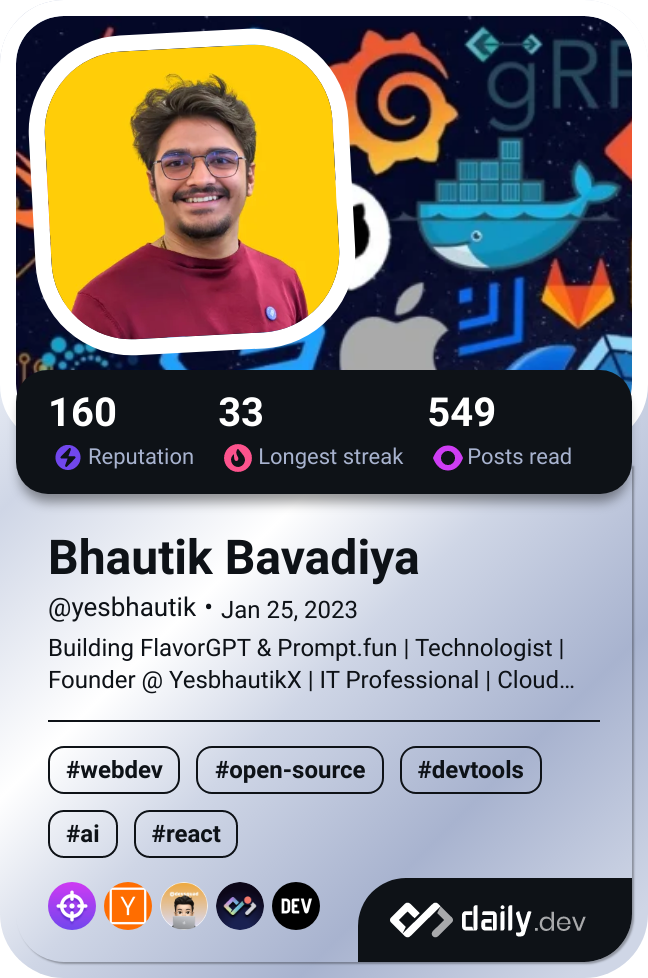 gRP
160
33
549
Reputation
Longest streak
Posts read
Bhautik Bavadiya
@yesbhautik • Jan 25, 2023
Building FlavorGPT & Prompt.fun | Technologist |
Founder @ YesbhautikX | IT Professional | Cloud...
#webdev
#open-source
#devtools
#ai
#react
Y
DEV
daily.dev